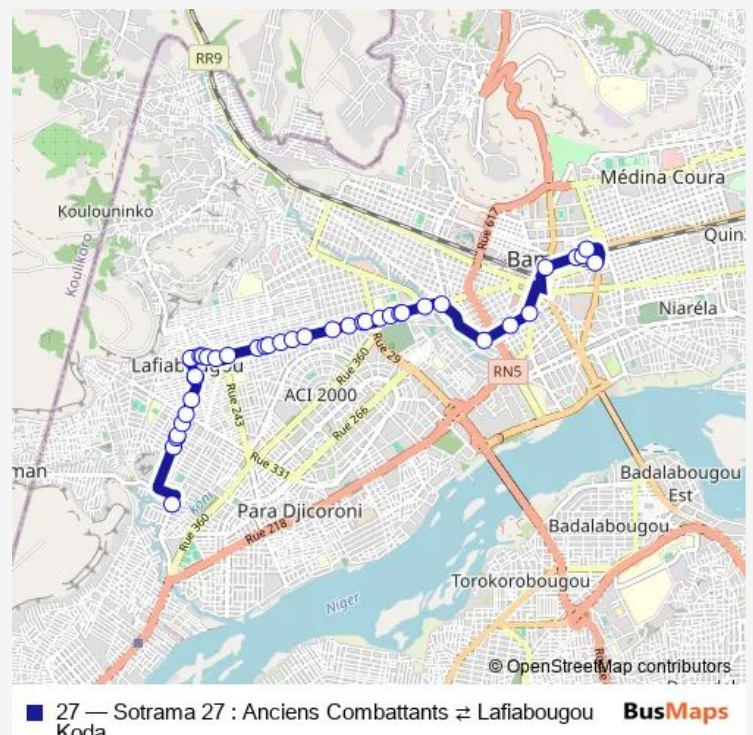 RR9
Médina Coura
Koulouninko
Rue 617
Koulikoro
Quin
Bam
Niaréla
Lafiabougou
Rue 29
Rue 360
RN5
ACI 2000
Rue 243
Rue 266
man
Rue 331
Koni
Badalabougou
Est
Para Djicoroni
Rue 360
Rue 218
Badalabougou
Torokorobougou
Niger
© OpenStreetMap contributors
27 — Sotrama 27 : Anciens Combattants ⇄ Lafiabougou
Koda
BusMaps